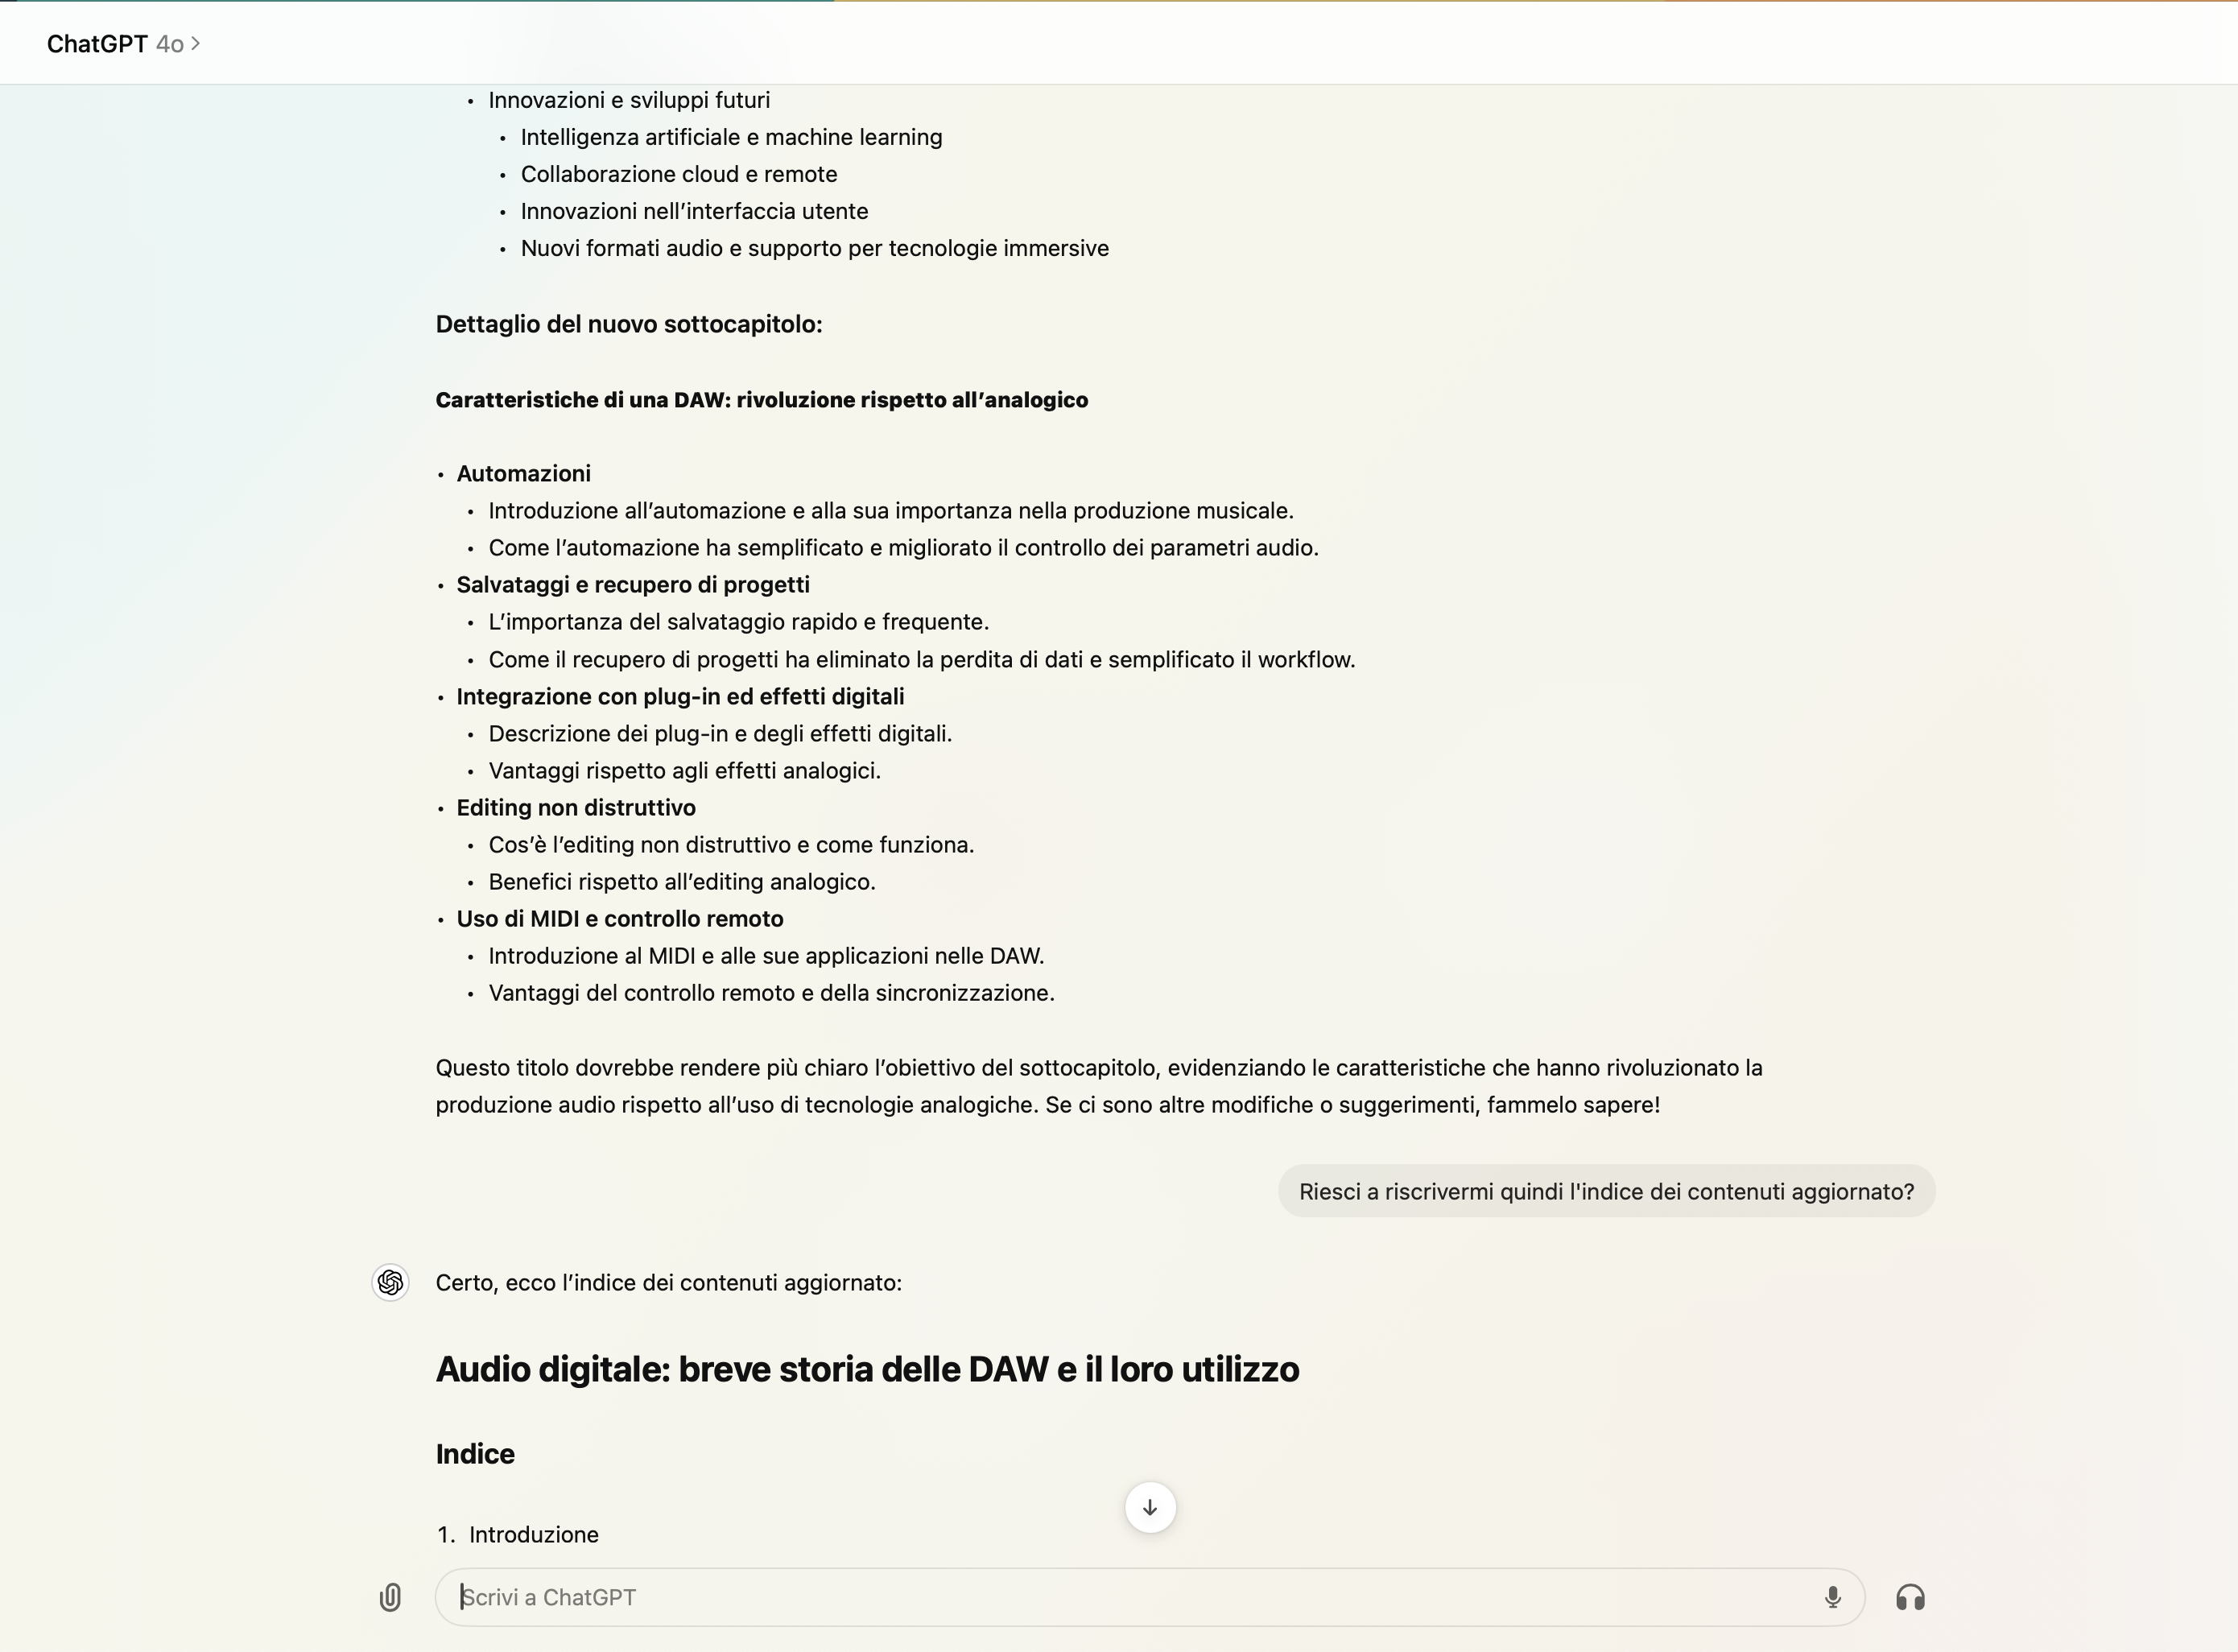 ChatGPT 4o >
• Innovazioni e sviluppi futuri
• Intelligenza artificiale e machine learning
• Collaborazione cloud e remote
• Innovazioni nell’interfaccia utente
• Nuovi formati audio e supporto per tecnologie immersive
Dettaglio del nuovo sottocapitolo:
Caratteristiche di una DAW: rivoluzione rispetto all’analogico
• Automazioni
• Introduzione all’automazione e alla sua importanza nella produzione musicale.
• Come l’automazione ha semplificato e migliorato il controllo dei parametri audio.
• Salvataggi e recupero di progetti
• L’importanza del salvataggio rapido e frequente.
• Come il recupero di progetti ha eliminato la perdita di dati e semplificato il workflow.
• Integrazione con plug-in ed effetti digitali
• Descrizione dei plug-in e degli effetti digitali.
• Vantaggi rispetto agli effetti analogici.
• Editing non distruttivo
• Cos’è l’editing non distruttivo e come funziona.
• Benefici rispetto all’editing analogico.
• Uso di MIDI e controllo remoto
• Introduzione al MIDI e alle sue applicazioni nelle DAW.
• Vantaggi del controllo remoto e della sincronizzazione.
Questo titolo dovrebbe rendere più chiaro l’obiettivo del sottocapitolo, evidenziando le caratteristiche che hanno rivoluzionato la
produzione audio rispetto all’uso di tecnologie analogiche. Se ci sono altre modifiche o suggerimenti, fammelo sapere!
Riesci a riscrivermi quindi l'indice dei contenuti aggiornato?
Certo, ecco l’indice dei contenuti aggiornato:
Audio digitale: breve storia delle DAW e il loro utilizzo
Indice
1. Introduzione
Scrivi a ChatGPT